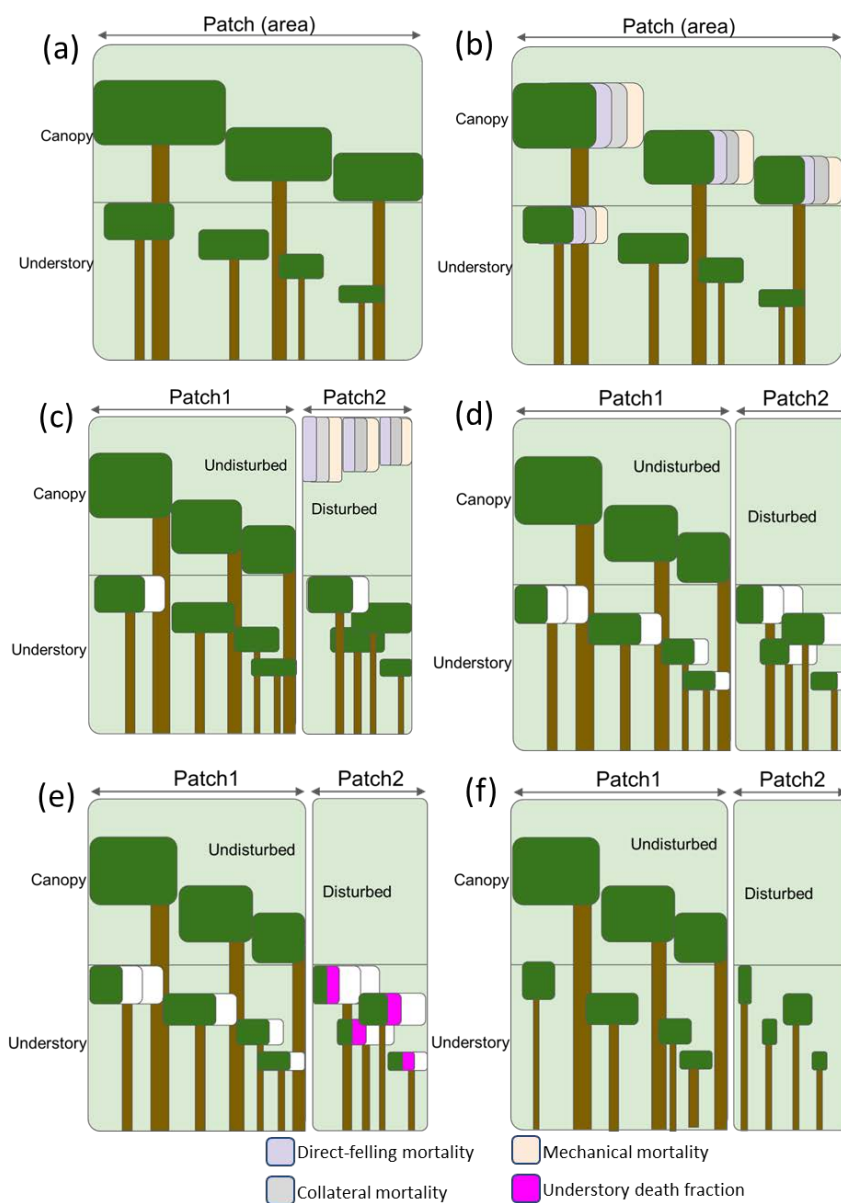 (a)
Patch (area)
Canopy
Understory
(b)
Patch (area)
Canopy
Understory
(c)
Patch1
Patch2
Undisturbed
Canopy
Disturbed
Understory
(d)
Patch1
Patch2
Undisturbed
Canopy
Disturbed
Understory
(e)
Patch1
Patch2
Undisturbed
Canopy
Disturbed
Understory
(f)
Patch1
Patch2
Undisturbed
Canopy
Disturbed
Understory
Direct-felling mortality
Mechanical mortality
Collateral mortality
Understory death fraction